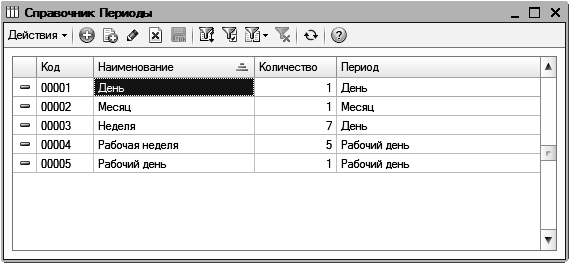 Справочник Периоды
Действия
Код Наименование Количество Период
00001 День 1 День
00002 Месяц 1 Месяц
00003 Неделя 7 День
00004 Рабочая неделя 5 Рабочий день
00005 Рабочий день 1 Рабочий день